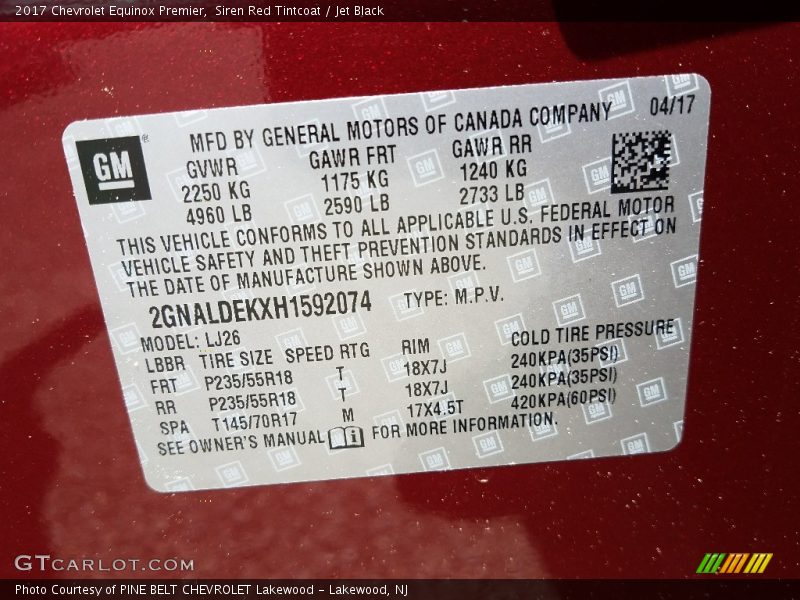 2017 Chevrolet Equinox Premier, Siren Red Tintcoat / Jet Black
GM ®
MFD BY GENERAL MOTORS OF CANADA COMPANY 04/17
GVWR GAWR FRT GAWR RR
2250 KG 1175 KG 1240 KG
4960 LB 2590 LB 2733 LB
THIS VEHICLE CONFORMS TO ALL APPLICABLE U.S. FEDERAL MOTOR
VEHICLE SAFETY AND THEFT PREVENTION STANDARDS IN EFFECT ON
THE DATE OF MANUFACTURE SHOWN ABOVE.
2GNALDEKXH1592074 TYPE: M.P.V.
MODEL: LJ26
LBBR TIRE SIZE SPEED RTG RIM COLD TIRE PRESSURE
FRT P235/55R18 T 18X7J 240KPA(35PSI)
RR P235/55R18 T 18X7J 240KPA(35PSI)
SPA T145/70R17 M 17X4.5T 420KPA(60PSI)
SEE OWNER'S MANUAL FOR MORE INFORMATION.
GTCARLOT.COM
Photo Courtesy of PINE BELT CHEVROLET Lakewood - Lakewood, NJ